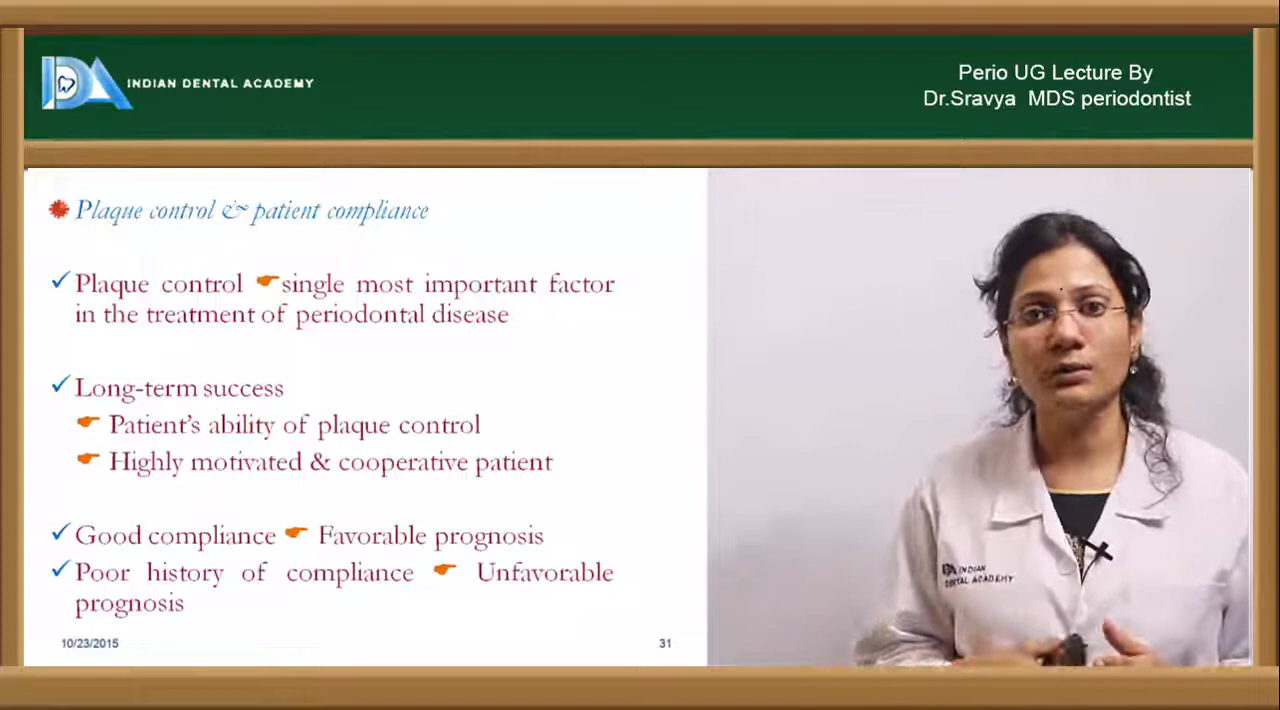 INDIAN DENTAL ACADEMY
Perio UG Lecture By
Dr.Sravya MDS periodontist
Plaque control & patient compliance
Plaque control single most important factor
in the treatment of periodontal disease
Long-term success
Patient's ability of plaque control
Highly motivated & cooperative patient
Good compliance Favorable prognosis
Poor history of compliance Unfavorable
prognosis
10/23/2015
31
INDIAN
DENTAL ACADEMY